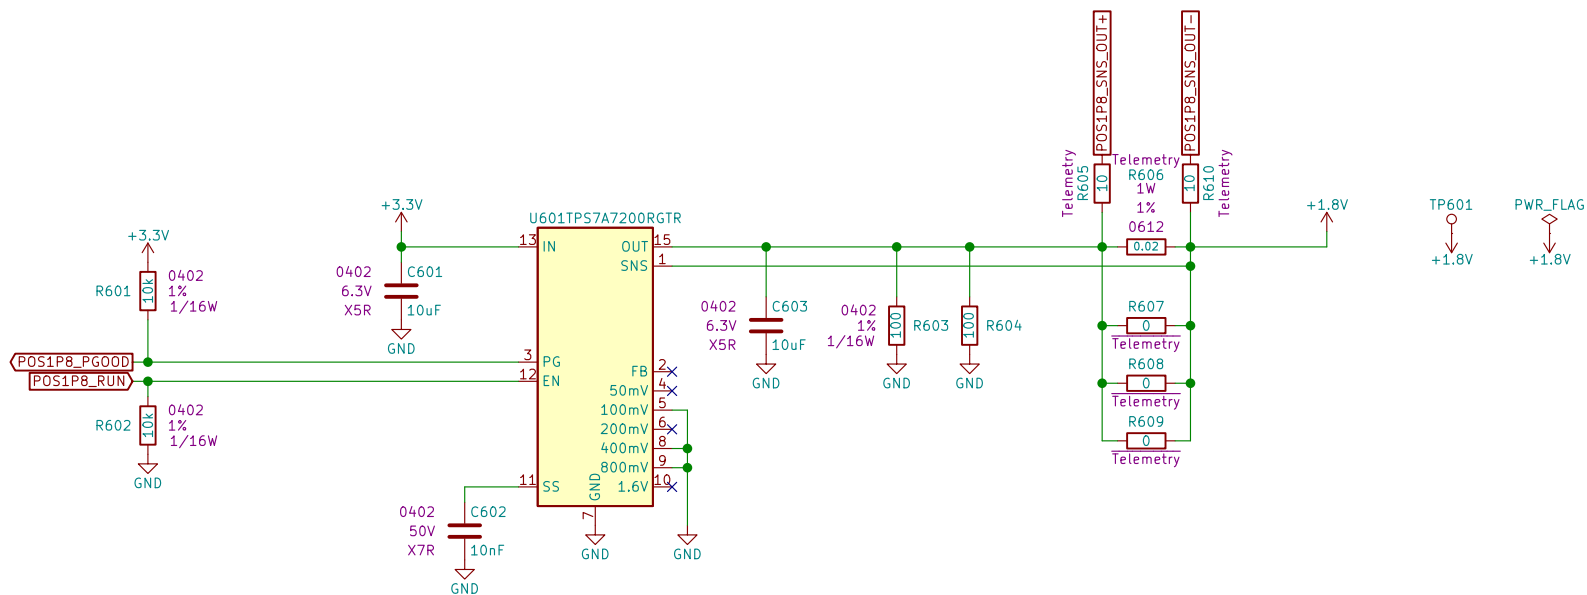 POS1P8_SNS_OUT+
POS1P8_SNS_OUT-
Telemetry
R605
10
Telemetry
R606
1W
1%
0612
0.02
10
R610
Telemetry
+1.8V
TP601
+1.8V
PWR_FLAG
+1.8V
+3.3V
R601
10k
0402
1%
1/16W
POS1P8_PGOOD
POS1P8_RUN
R602
10k
0402
1%
1/16W
GND
+3.3V
0402
6.3V
X5R
C601
10uF
GND
U601TPS7A7200RGTR
13 IN
3 PG
12 EN
11 SS
OUT 15
SNS 1
FB 2
50mV 4
100mV 5
200mV 6
400mV 8
800mV 9
1.6V 10
GND
7
GND
GND
0402
50V
X7R
C602
10nF
GND
0402
6.3V
X5R
C603
10uF
GND
0402
1%
1/16W
100
R603
GND
100
R604
GND
R607
0
Telemetry
R608
0
Telemetry
R609
0
Telemetry